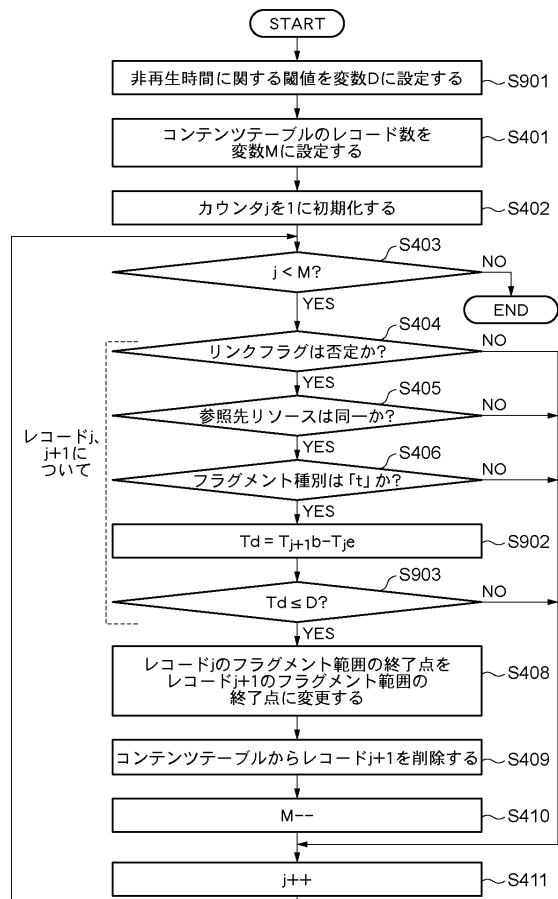 START
非再生時間に関する閾値を変数Dに設定する
S901
コンテンツテーブルのレコード数を
変数Mに設定する
S401
カウンタjを1に初期化する
S402
S403
j < M?
NO
YES
END
S404
リンクフラグは否定か?
NO
YES
S405
参照先リソースは同一か?
NO
YES
レコードj、
j+1に
ついて
S406
フラグメント種別は「t」か?
NO
YES
Td = Tj+1b−Tje
S902
S903
Td ≤ D?
NO
YES
レコードjのフラグメント範囲の終了点を
レコードj+1のフラグメント範囲の
終了点に変更する
S408
コンテンツテーブルからレコードj+1を削除する
S409
M−−
S410
j++
S411